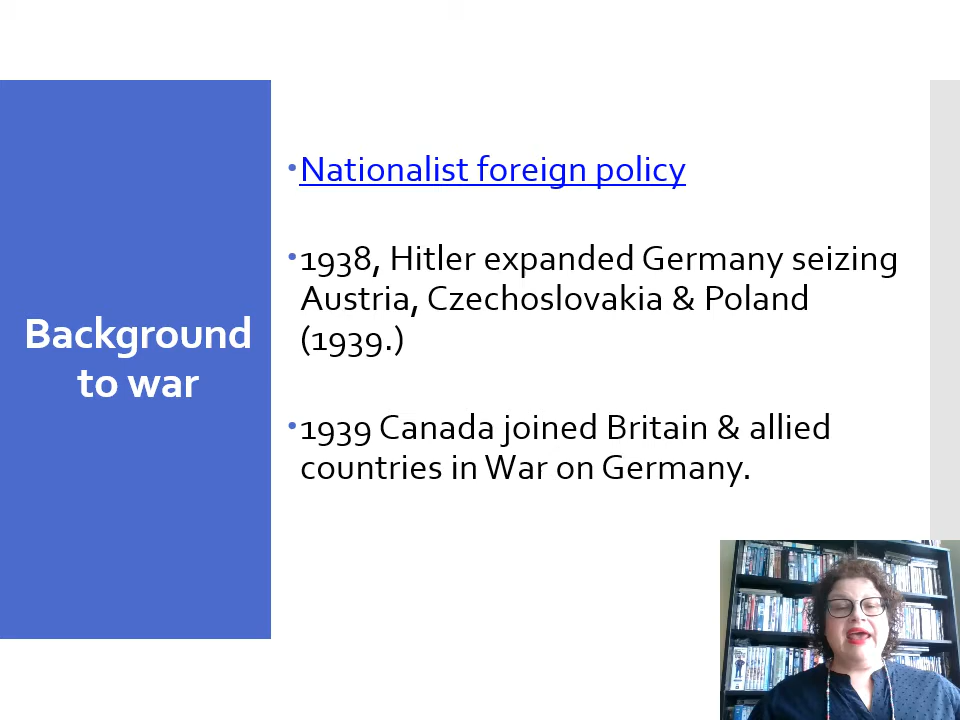 Background
to war
•Nationalist foreign policy
•1938, Hitler expanded Germany seizing
Austria, Czechoslovakia & Poland
(1939.)
•1939 Canada joined Britain & allied
countries in War on Germany.